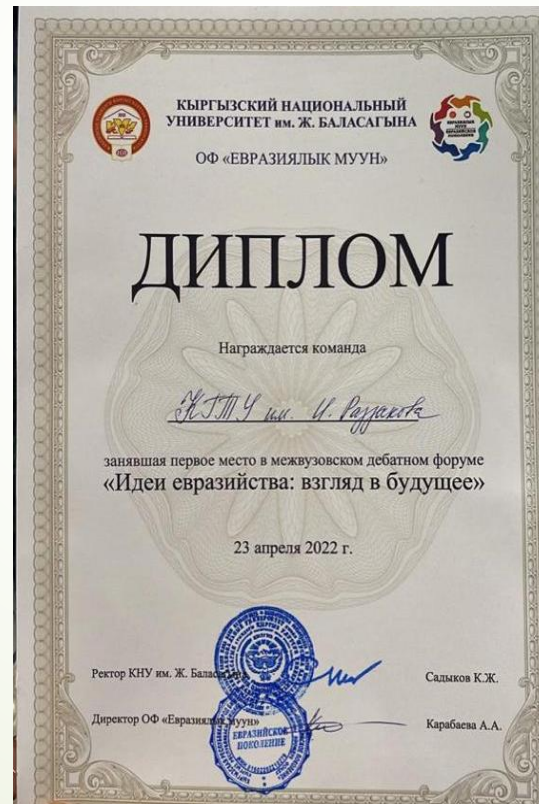 КЫРГЫЗСКИЙ НАЦИОНАЛЬНЫЙ
УНИВЕРСИТЕТ им. Ж. БАЛАСАГЫНА
ОФ «ЕВРАЗИЯЛЫК МУУН»
ДИПЛОМ
Награждается команда
КГТУ им. И. Раззакова
занявшая первое место в межвузовском дебатном форуме
«Идеи евразийства: взгляд в будущее»
23 апреля 2022 г.
Ректор КНУ им. Ж. Баласагына
Садыков К.Ж.
Директор ОФ «Евразиялык муун»
Карабаева А.А.
ЕВРАЗИЙСКОЕ
ПОКОЛЕНИЕ